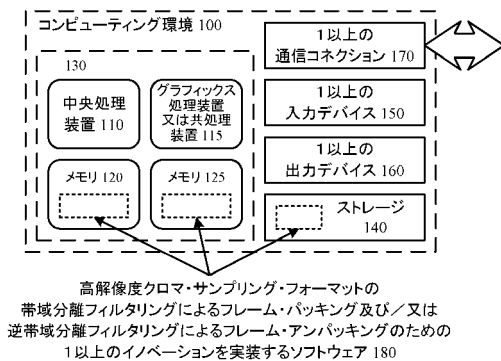 コンピューティング環境 100
130
中央処理
装置 110
グラフィックス
処理装置
又は共処理
装置 115
メモリ 120
メモリ 125
1以上の
通信コネクション 170
1以上の
入力デバイス 150
1以上の
出力デバイス 160
ストレージ
140
高解像度クロマ・サンプリング・フォーマットの
帯域分離フィルタリングによるフレーム・パッキング及び/又は
逆帯域分離フィルタリングによるフレーム・アンパッキングのための
1以上のイノベーションを実装するソフトウェア 180